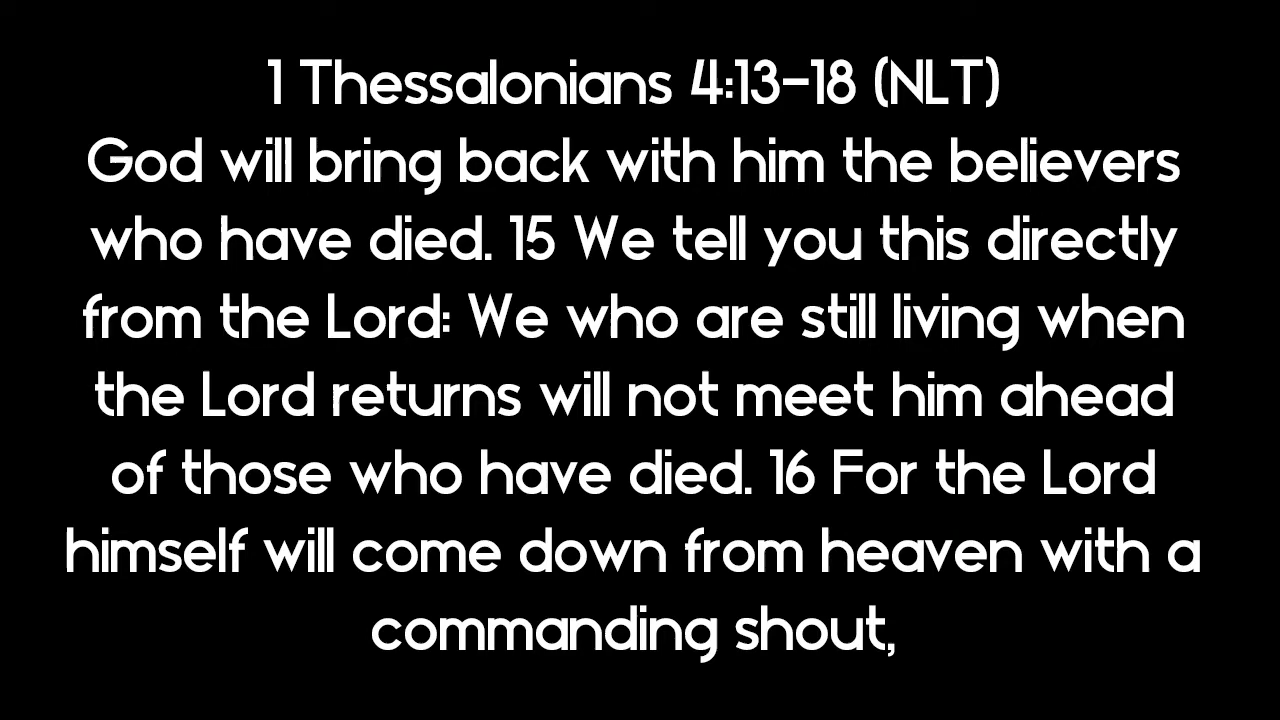 1 Thessalonians 4:13-18 (NLT)
God will bring back with him the believers
who have died. 15 We tell you this directly
from the Lord: We who are still living when
the Lord returns will not meet him ahead
of those who have died. 16 For the Lord
himself will come down from heaven with a
commanding shout,